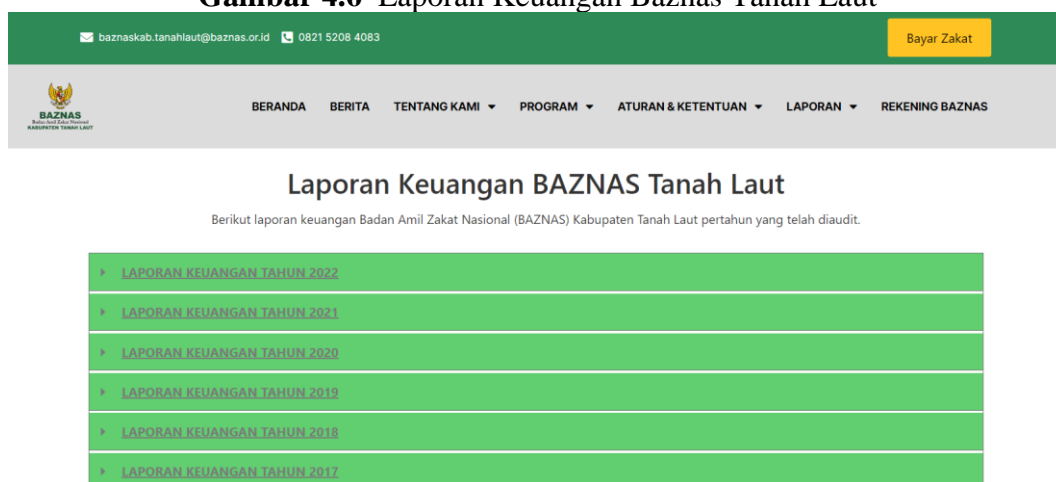 Gambar 4.6 Laporan Keuangan Baznas Tanah Laut
baznaskab.tanahlaut@baznas.or.id 0821 5208 4083
Bayar Zakat
BAZNAS
Badan Amil Zakat Nasional
KABUPATEN TANAH LAUT
BERANDA BERITA TENTANG KAMI PROGRAM ATURAN & KETENTUAN LAPORAN REKENING BAZNAS
Laporan Keuangan BAZNAS Tanah Laut
Berikut laporan keuangan Badan Amil Zakat Nasional (BAZNAS) Kabupaten Tanah Laut pertahun yang telah diaudit.
LAPORAN KEUANGAN TAHUN 2022
LAPORAN KEUANGAN TAHUN 2021
LAPORAN KEUANGAN TAHUN 2020
LAPORAN KEUANGAN TAHUN 2019
LAPORAN KEUANGAN TAHUN 2018
LAPORAN KEUANGAN TAHUN 2017